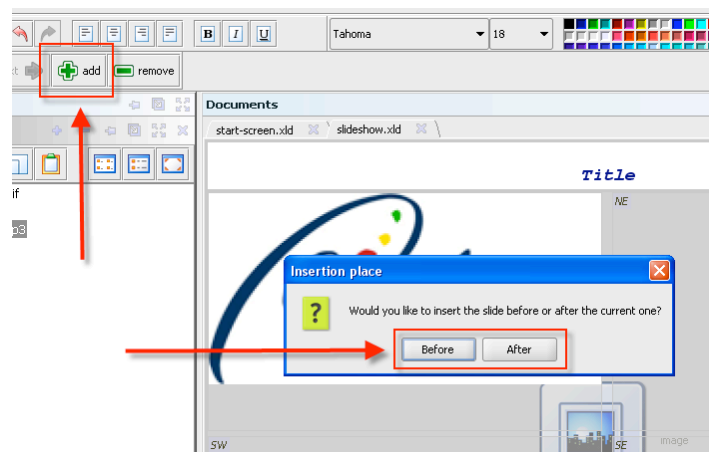 B I U Tahoma 18
add remove
Documents
start-screen.xld slideshow.xld
Title
if
NE
Insertion place
?
Would you like to insert the slide before or after the current one?
Before After
SW
SE
image